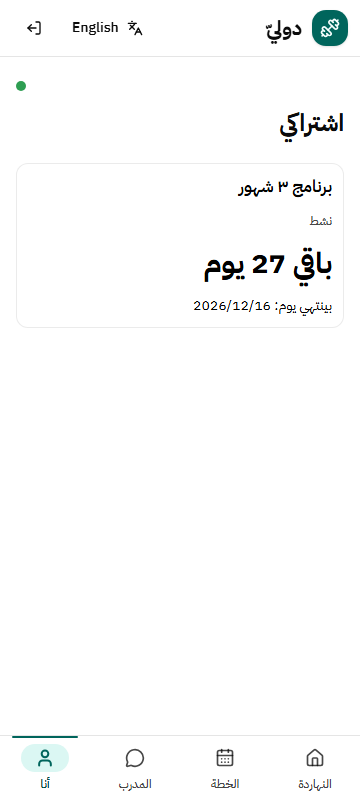 دوليّ
English
اشتراكي
برنامج ٣ شهور
نشط
باقي 27 يوم
بينتهي يوم: 2026/12/16
النهاردة
الخطة
المدرب
أنا